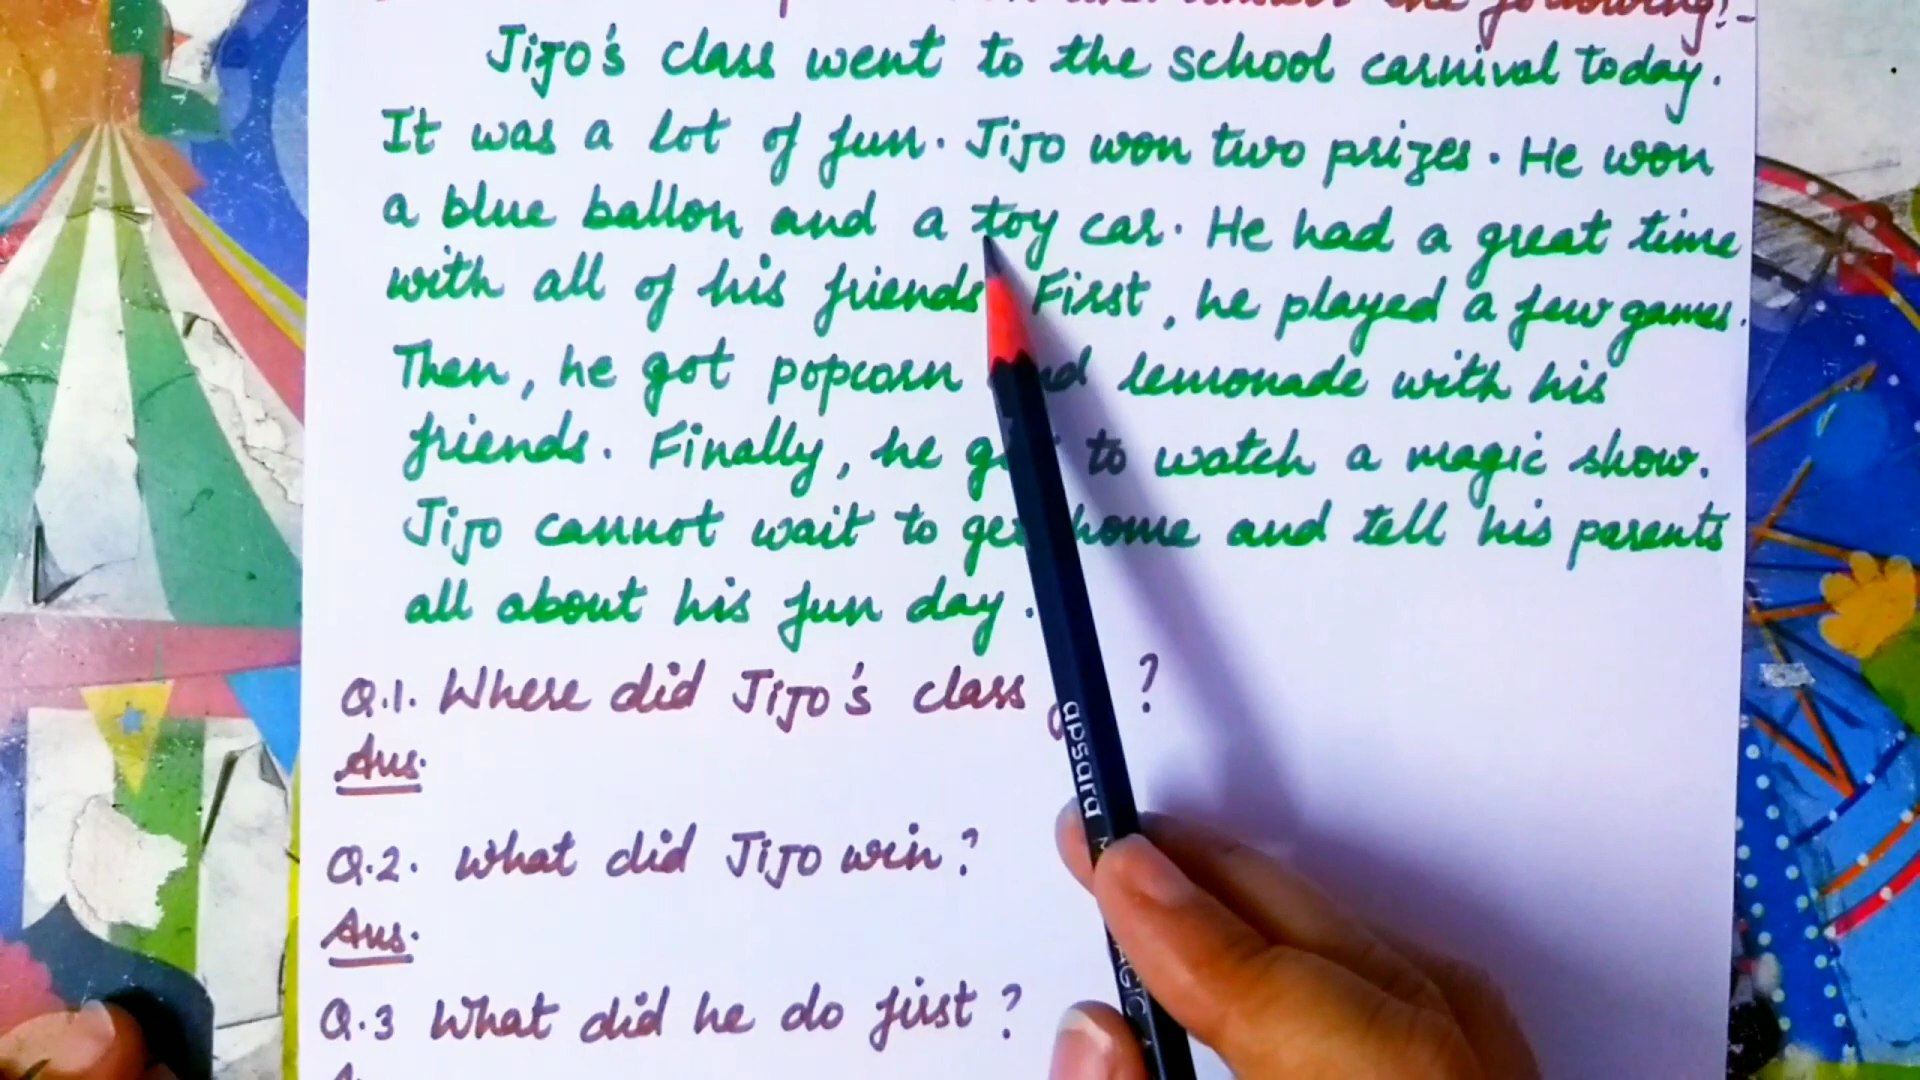 the following:-
Jijo's class went to the school carnival today.
It was a lot of fun. Jijo won two prizes. He won
a blue ballon and a toy car. He had a great time
with all of his friends First, he played a few games.
Then, he got popcorn lemonade with his
friends. Finally, he to watch a magic show.
Jijo cannot wait to get home and tell his parents
all about his fun day.
Q.1. Where did Jijo's class ?
Ans.
Q.2. What did Jijo win?
Ans.
Q.3 What did he do first?
apsara